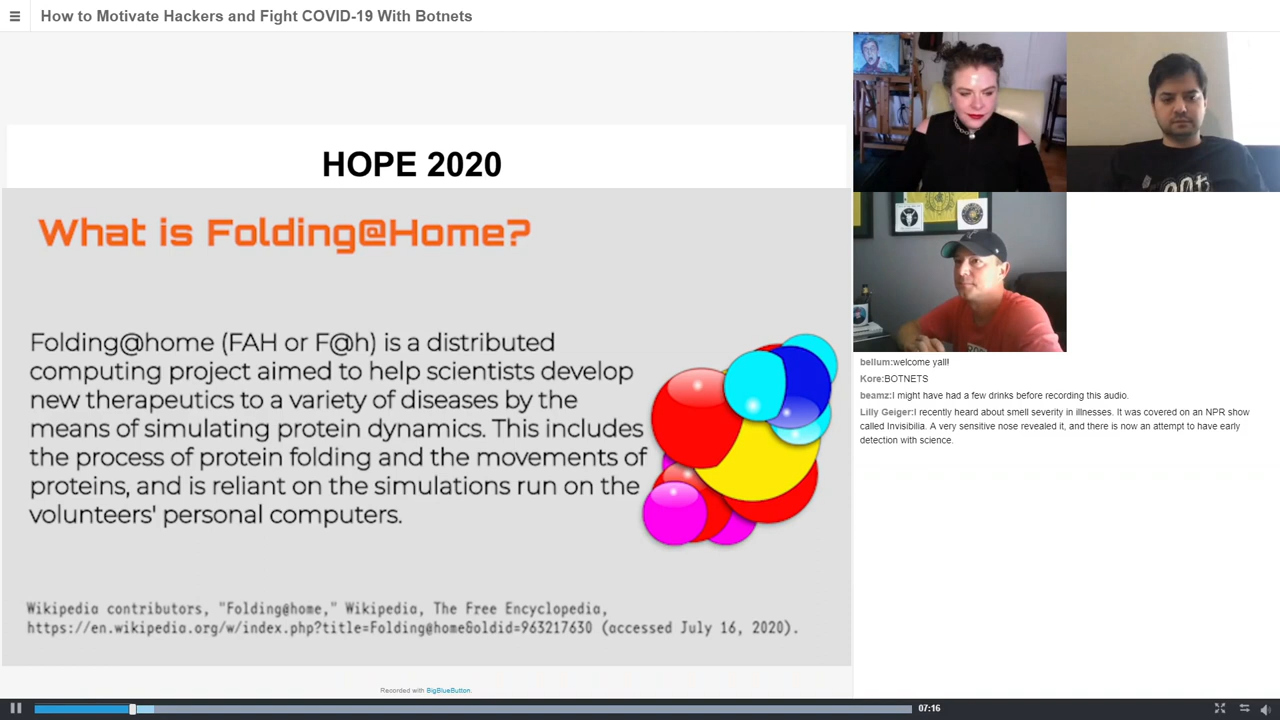 How to Motivate Hackers and Fight COVID-19 With Botnets
HOPE 2020
What is Folding@Home?
Folding@home (FAH or F@h) is a distributed
computing project aimed to help scientists develop
new therapeutics to a variety of diseases by the
means of simulating protein dynamics. This includes
the process of protein folding and the movements of
proteins, and is reliant on the simulations run on the
volunteers' personal computers.
Wikipedia contributors, "Folding@home," Wikipedia, The Free Encyclopedia,
https://en.wikipedia.org/w/index.php?title=Folding@home&oldid=963217630 (accessed July 16, 2020).
Recorded with BigBlueButton.
bellum:welcome yall!
Kore:BOTNETS
beamz:I might have had a few drinks before recording this audio.
Lilly Geiger:I recently heard about smell severity in illnesses. It was covered on an NPR show
called Invisibilia. A very sensitive nose revealed it, and there is now an attempt to have early
detection with science.
07:16